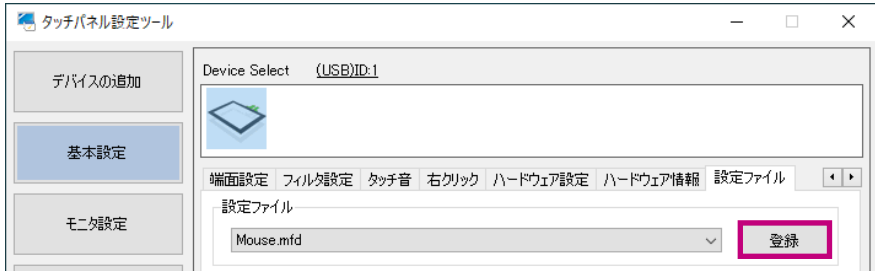 タッチパネル設定ツール
デバイスの追加
基本設定
モニタ設定
Device Select (USB)ID:1
端面設定 フィルタ設定 タッチ音 右クリック ハードウェア設定 ハードウェア情報 設定ファイル
設定ファイル
Mouse.mfd 登録